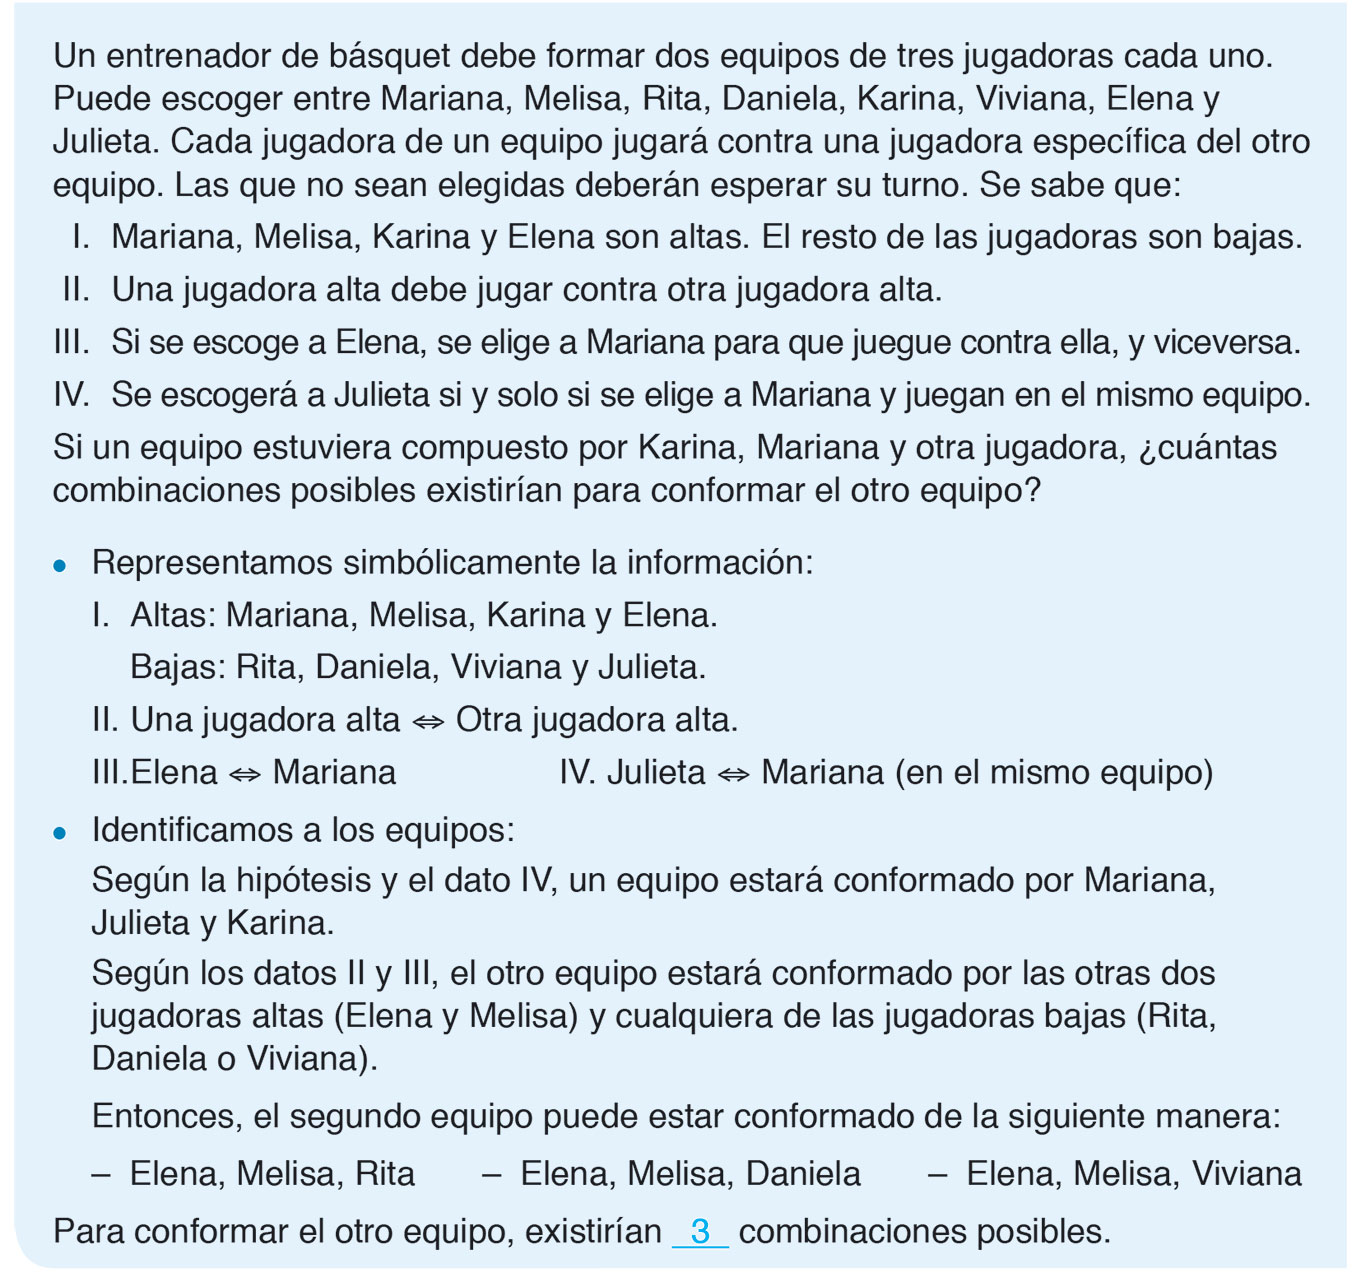 Un entrenador de básquet debe formar dos equipos de tres jugadoras cada uno.
Puede escoger entre Mariana, Melisa, Rita, Daniela, Karina, Viviana, Elena y
Julieta. Cada jugadora de un equipo jugará contra una jugadora específica del otro
equipo. Las que no sean elegidas deberán esperar su turno. Se sabe que:
I. Mariana, Melisa, Karina y Elena son altas. El resto de las jugadoras son bajas.
II. Una jugadora alta debe jugar contra otra jugadora alta.
III. Si se escoge a Elena, se elige a Mariana para que juegue contra ella, y viceversa.
IV. Se escogerá a Julieta si y solo si se elige a Mariana y juegan en el mismo equipo.
Si un equipo estuviera compuesto por Karina, Mariana y otra jugadora, ¿cuántas
combinaciones posibles existirían para conformar el otro equipo?
• Representamos simbólicamente la información:
I. Altas: Mariana, Melisa, Karina y Elena.
Bajas: Rita, Daniela, Viviana y Julieta.
II. Una jugadora alta ⇔ Otra jugadora alta.
III.Elena ⇔ Mariana IV. Julieta ⇔ Mariana (en el mismo equipo)
• Identificamos a los equipos:
Según la hipótesis y el dato IV, un equipo estará conformado por Mariana,
Julieta y Karina.
Según los datos II y III, el otro equipo estará conformado por las otras dos
jugadoras altas (Elena y Melisa) y cualquiera de las jugadoras bajas (Rita,
Daniela o Viviana).
Entonces, el segundo equipo puede estar conformado de la siguiente manera:
– Elena, Melisa, Rita – Elena, Melisa, Daniela – Elena, Melisa, Viviana
Para conformar el otro equipo, existirían 3 combinaciones posibles.